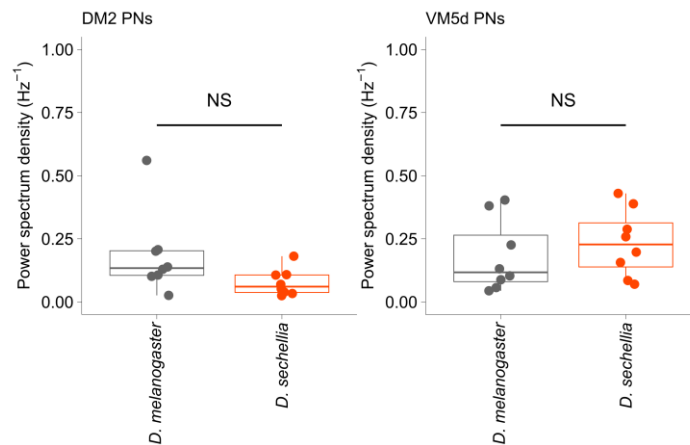 DM2 PNs
Power spectrum density (Hz⁻¹)
1.00
0.75
0.50
0.25
0.00
NS
D. melanogaster
D. sechellia
VM5d PNs
Power spectrum density (Hz⁻¹)
1.00
0.75
0.50
0.25
0.00
NS
D. melanogaster
D. sechellia